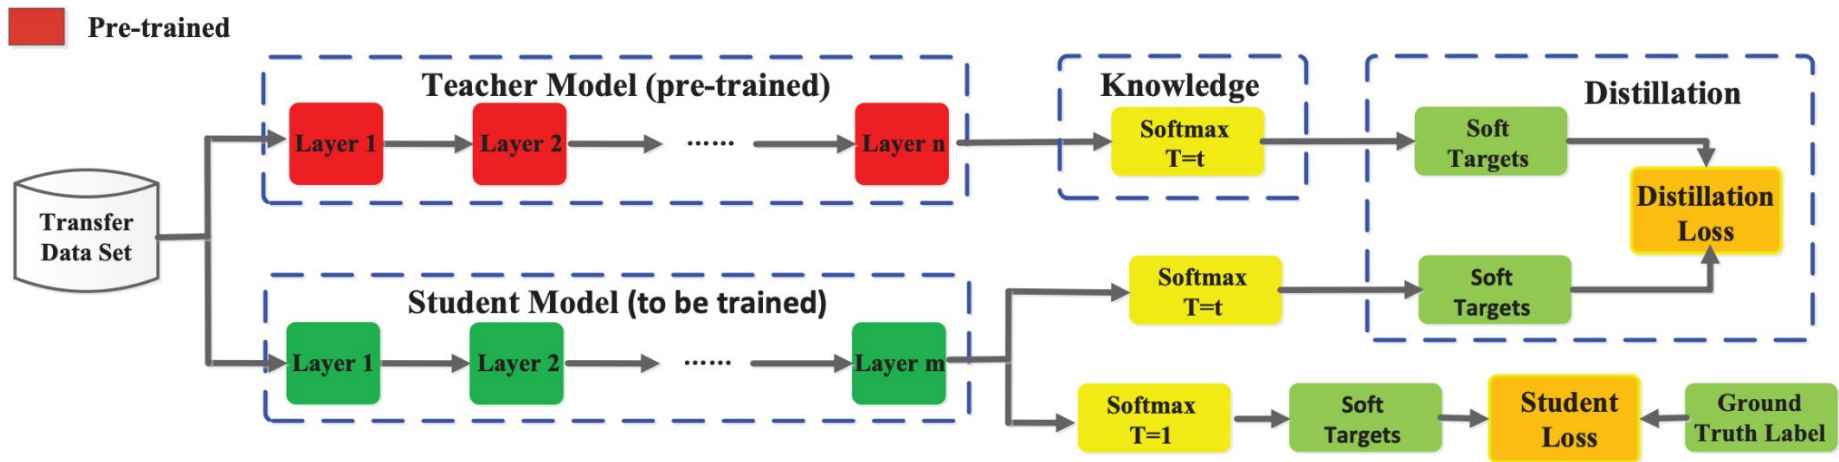 Pre-trained
Teacher Model (pre-trained)
Layer 1
Layer 2
......
Layer n
Knowledge
Softmax
T=t
Distillation
Soft
Targets
Distillation
Loss
Transfer
Data Set
Student Model (to be trained)
Layer 1
Layer 2
......
Layer m
Softmax
T=t
Soft
Targets
Softmax
T=1
Soft
Targets
Student
Loss
Ground
Truth Label